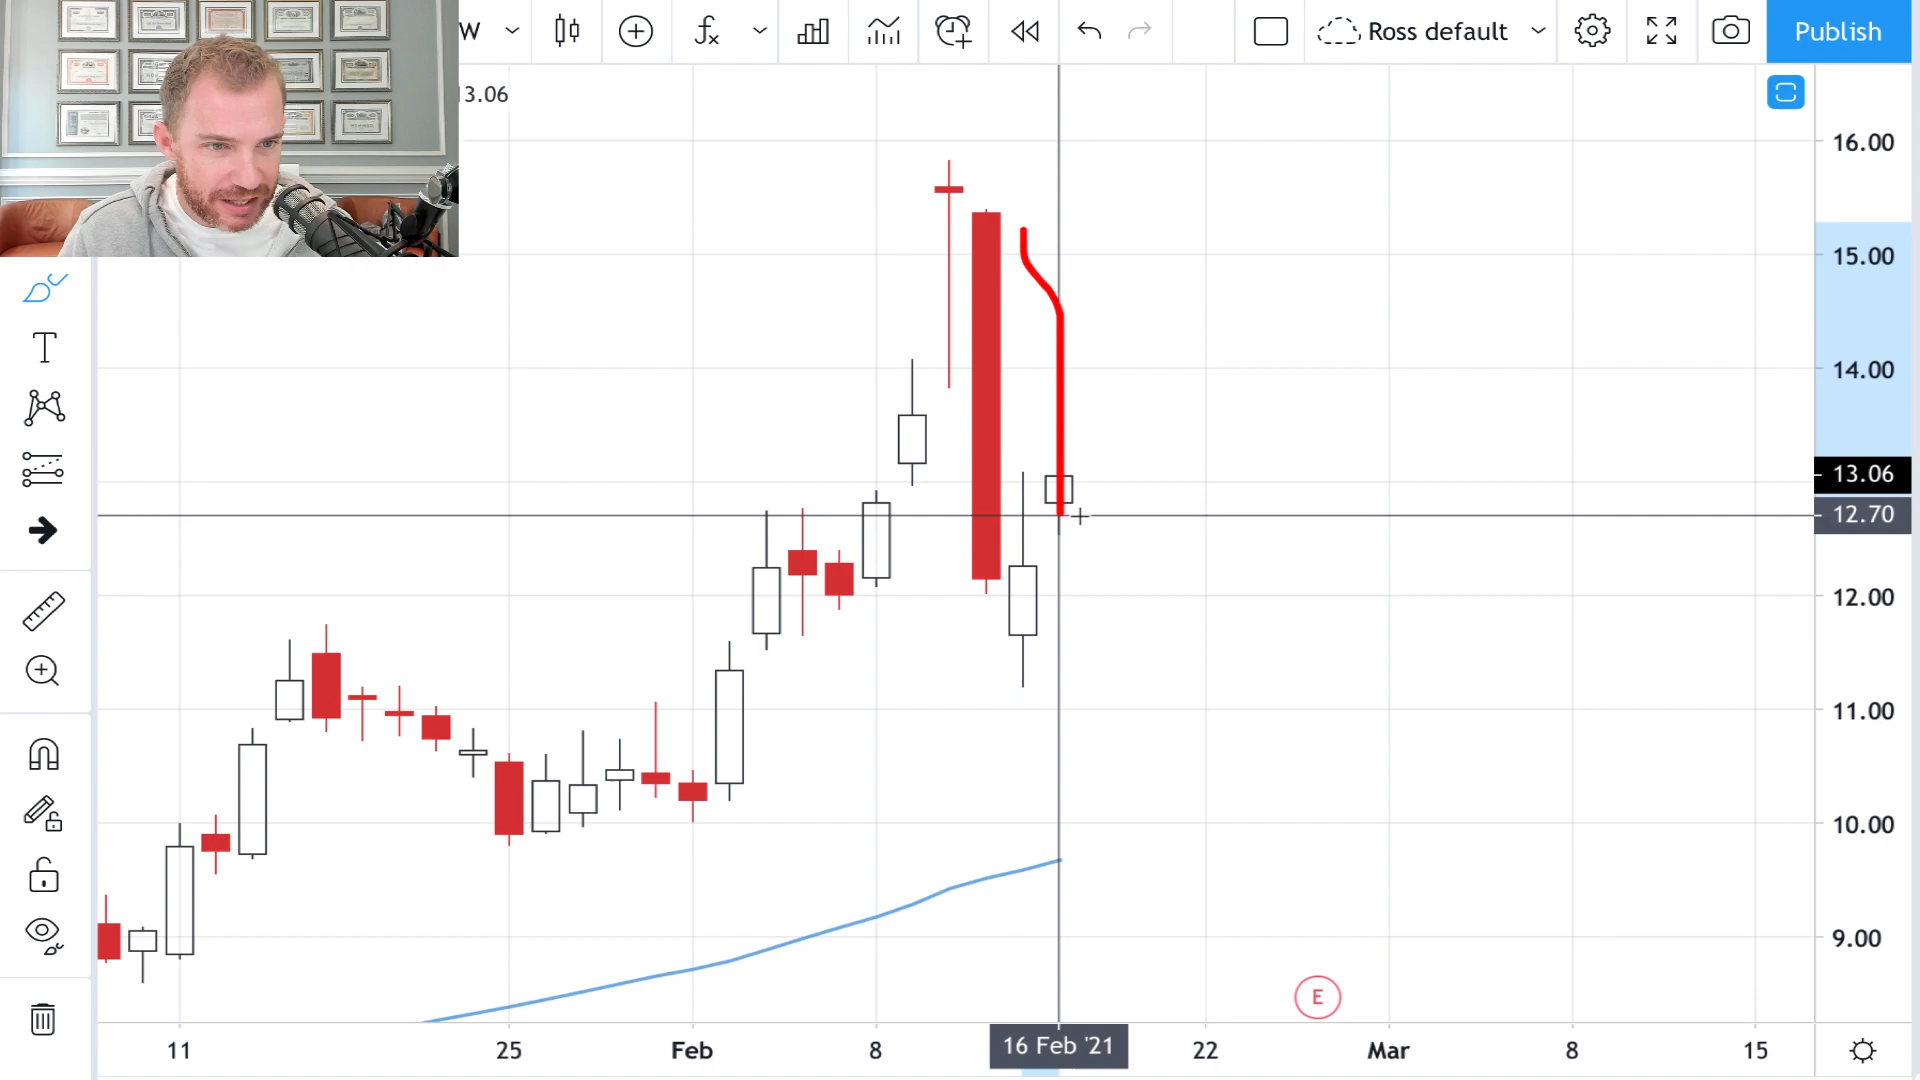 W
fx
Ross default
Publish
13.06
16.00
15.00
14.00
13.06
12.70
12.00
11.00
10.00
9.00
E
11
25
Feb
8
16 Feb '21
22
Mar
8
15
T